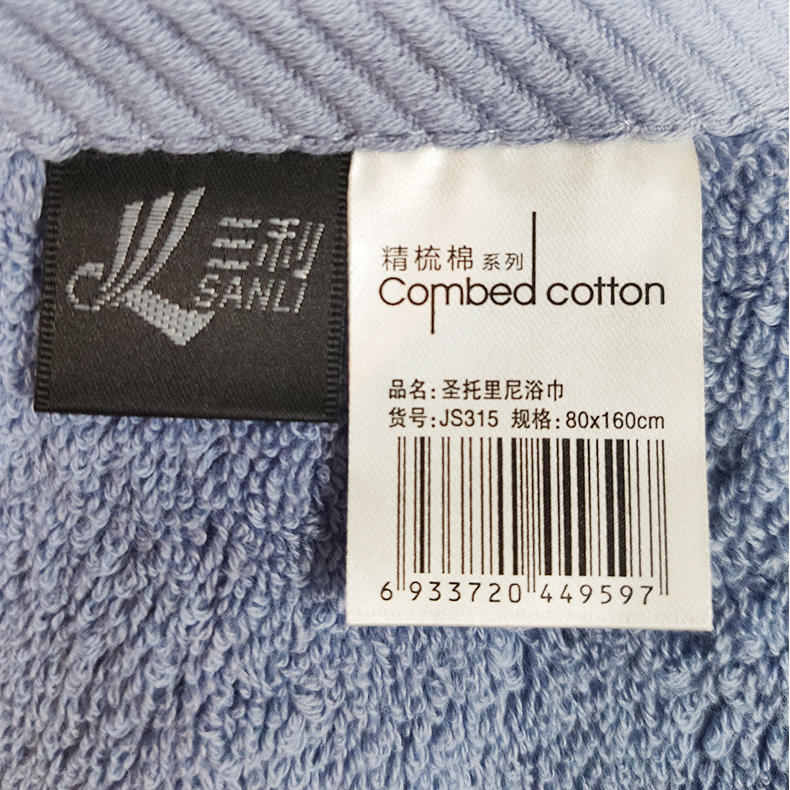 三利
SANLI
精梳棉 系列
Combed cotton
品名: 圣托里尼浴巾
货号: JS315 规格: 80x160cm
6 933720 449597